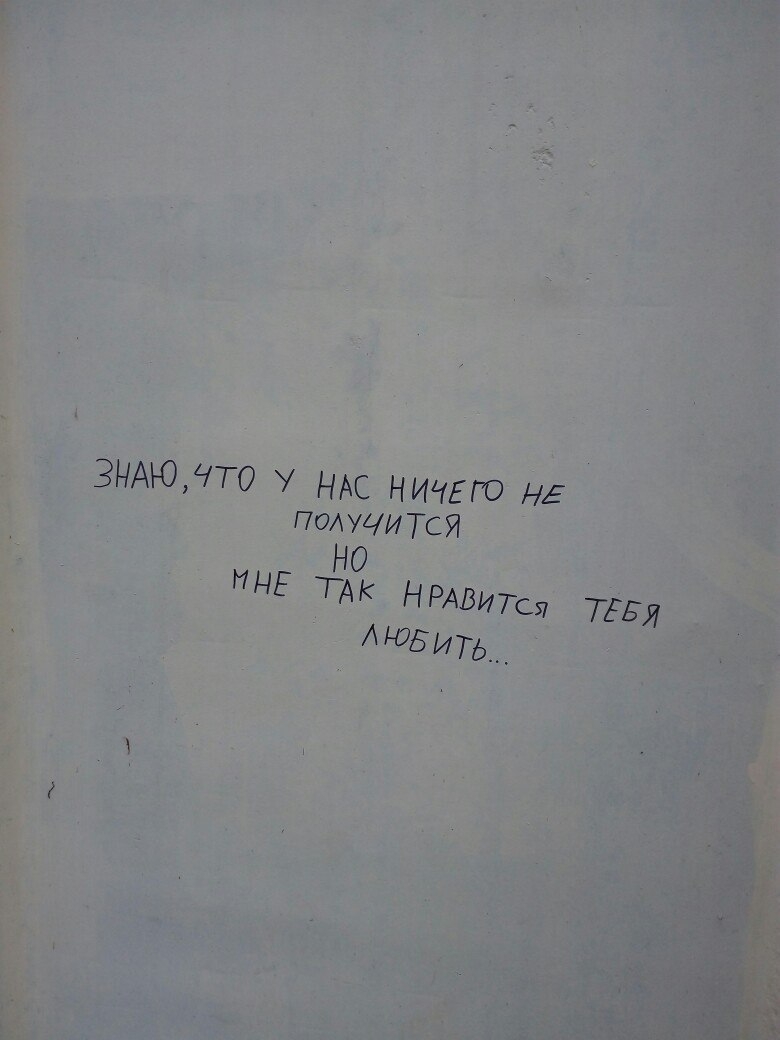 ЗНАЮ, ЧТО У НАС НИЧЕГО НЕ
ПОЛУЧИТСЯ
НО
МНЕ ТАК НРАВИТСЯ ТЕБЯ
ЛЮБИТЬ...